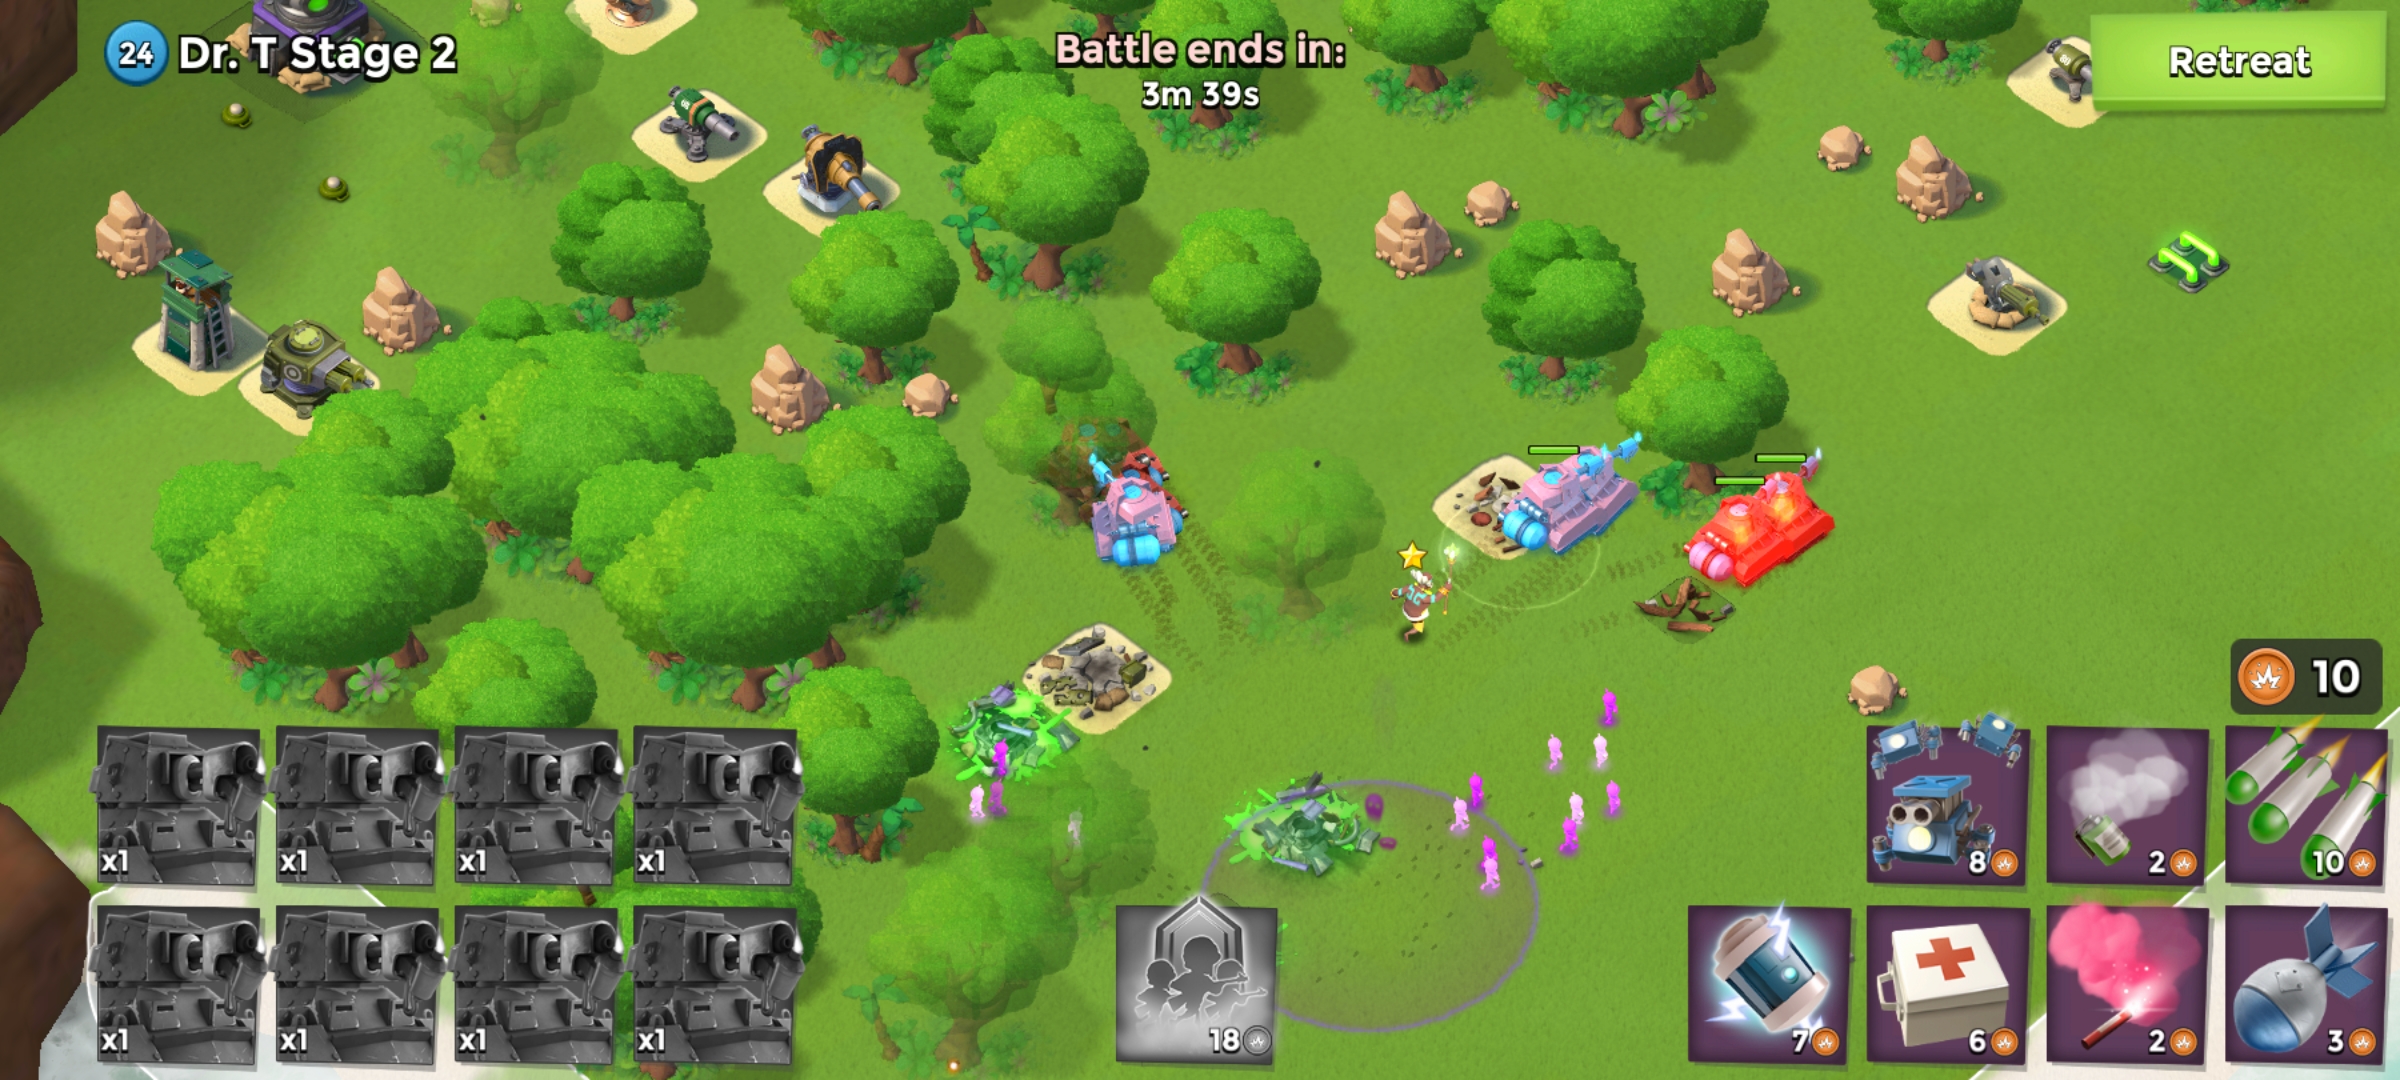 24 Dr. T Stage 2
Battle ends in:
3m 39s
Retreat
10
x1 x1 x1 x1
8 2 10
x1 x1 x1 x1
18
7 6 2 3